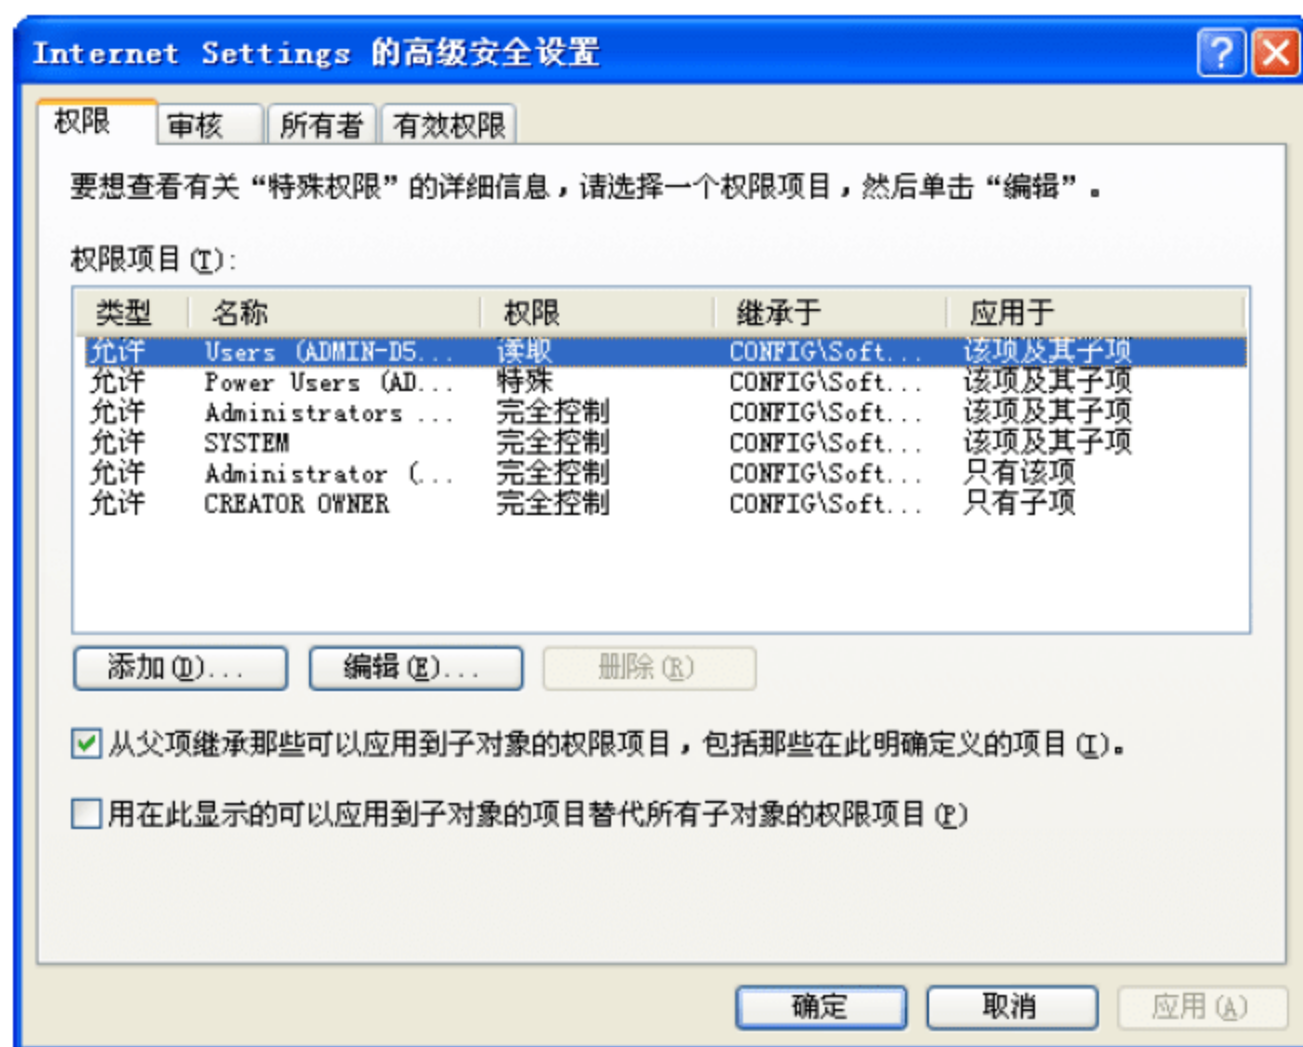 Internet Settings 的高级安全设置
权限 审核 所有者 有效权限
要想查看有关“特殊权限”的详细信息，请选择一个权限项目，然后单击“编辑”。
权限项目(T):
类型 名称 权限 继承于 应用于
允许 Users (ADMIN-D5... 读取 CONFIG\Soft... 该项及其子项
允许 Power Users (AD... 特殊 CONFIG\Soft... 该项及其子项
允许 Administrators ... 完全控制 CONFIG\Soft... 该项及其子项
允许 SYSTEM 完全控制 CONFIG\Soft... 该项及其子项
允许 Administrator (... 完全控制 CONFIG\Soft... 只有该项
允许 CREATOR OWNER 完全控制 CONFIG\Soft... 只有子项
添加(D)... 编辑(E)... 删除(R)
从父项继承那些可以应用到子对象的权限项目，包括那些在此明确定义的项目(I)。
用在此显示的可以应用到子对象的项目替代所有子对象的权限项目(P)
确定 取消 应用(A)